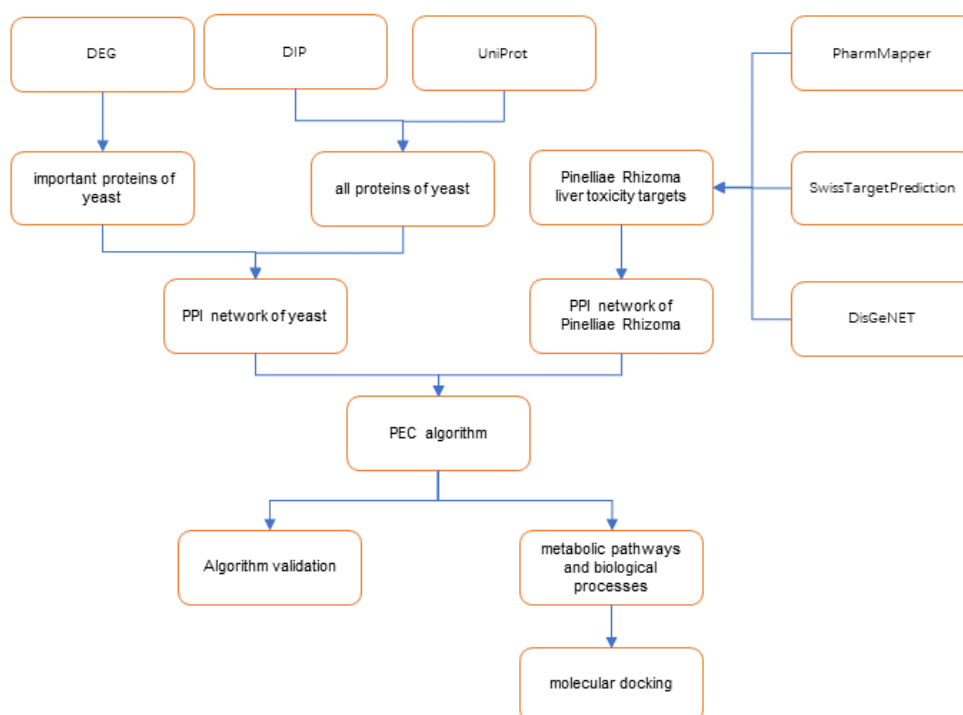 DEG
DIP
UniProt
PharmMapper
important proteins of
yeast
all proteins of yeast
Pinelliae Rhizoma
liver toxicity targets
SwissTargetPrediction
PPI network of yeast
PPI network of
Pinelliae Rhizoma
DisGeNET
PEC algorithm
Algorithm validation
metabolic pathways
and biological
processes
molecular docking